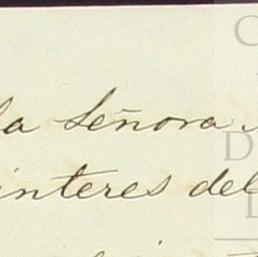 la Señora
interes del